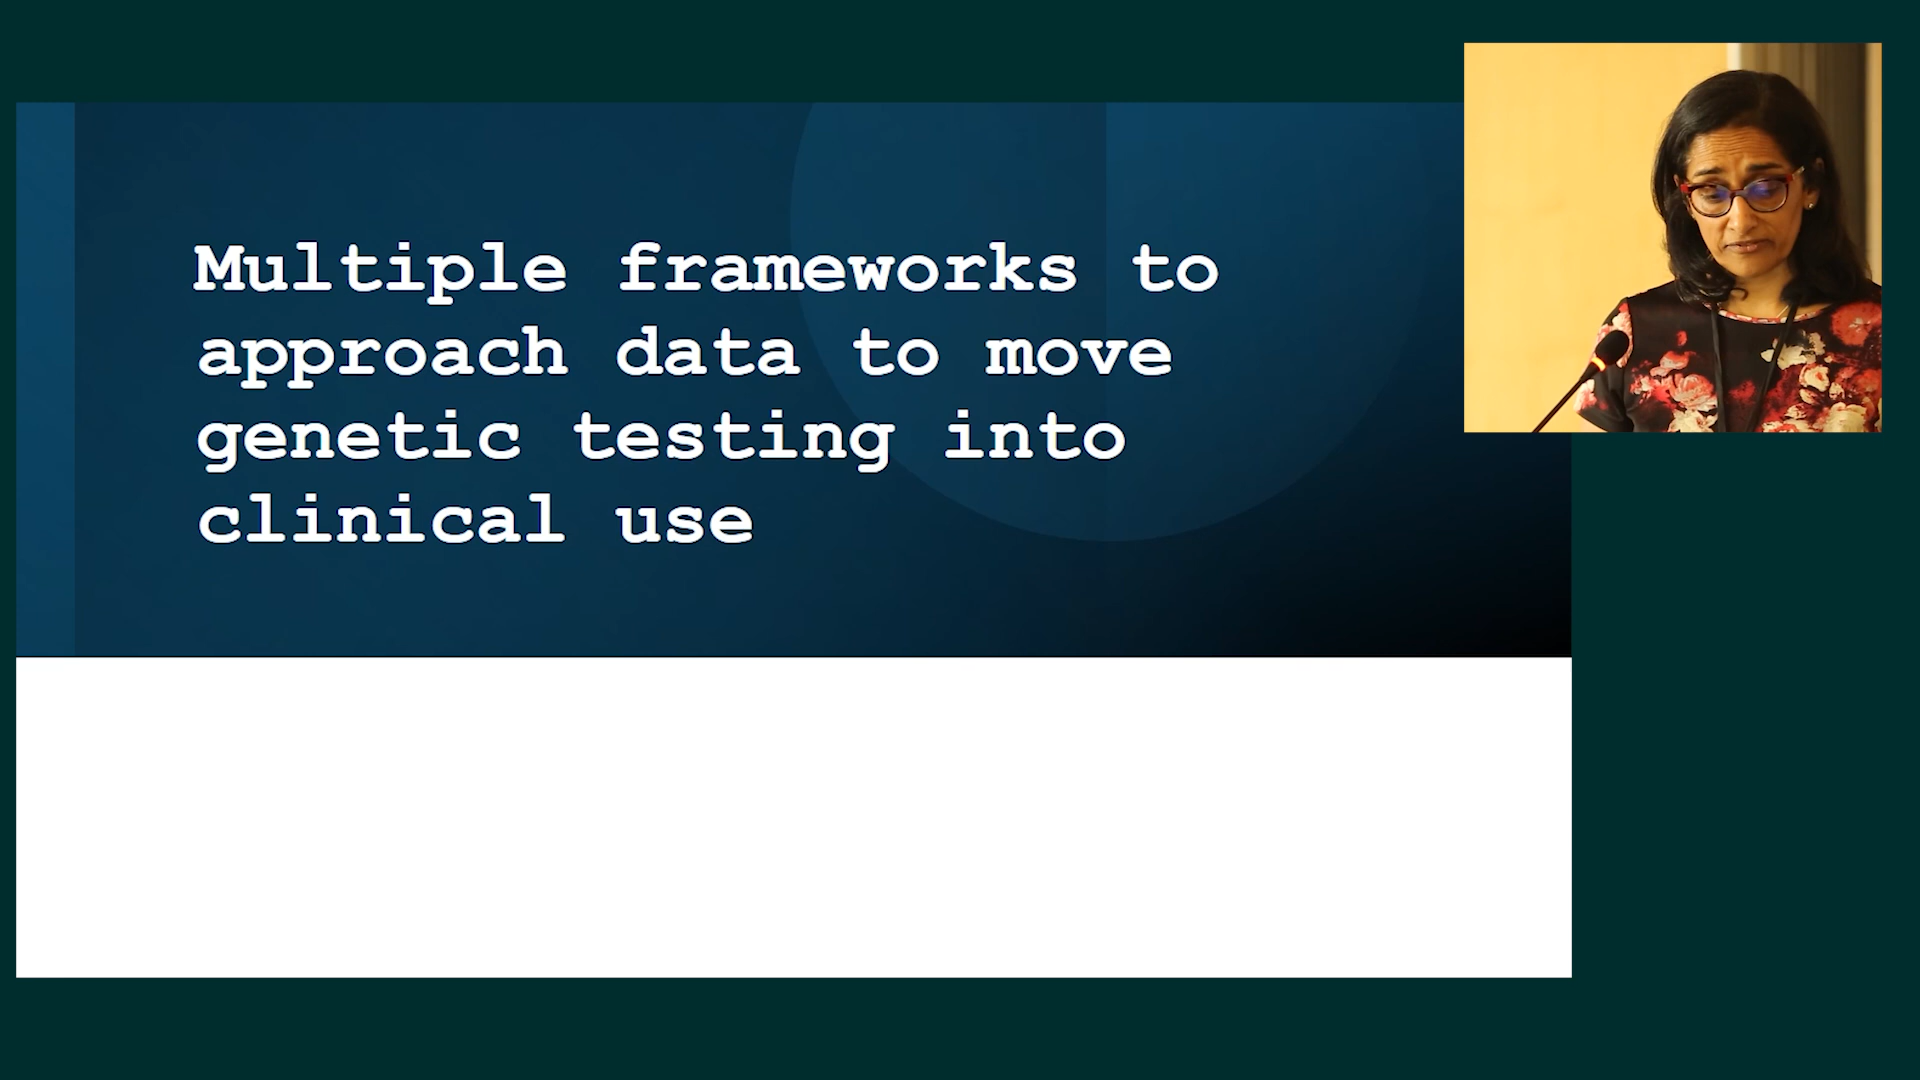 Multiple frameworks to
approach data to move
genetic testing into
clinical use